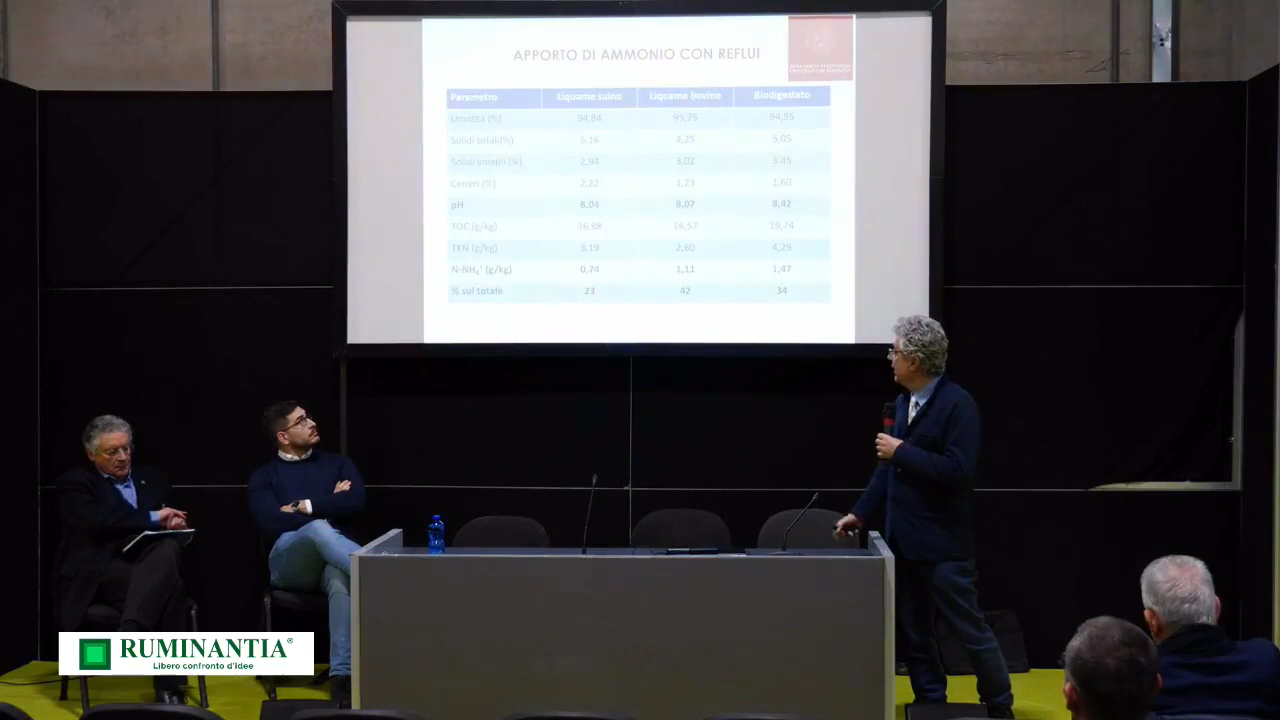 APPORTO DI AMMONIO CON REFLUI
Parametro Liquame suino Liquame bovino Biodigestato
Umidità (%) 94,84 95,75 94,95
Solidi totali(%) 5,16 4,25 5,05
Solidi volatili (%) 2,94 3,02 3,45
Ceneri (%) 2,22 1,23 1,60
pH 8,04 8,07 8,42
TOC (g/kg) 16,88 16,57 19,74
TKN (g/kg) 3,19 2,60 4,29
N-NH₄⁺ (g/kg) 0,74 1,11 1,47
% sul totale 23 42 34
RUMINANTIA®
Libero confronto d'idee